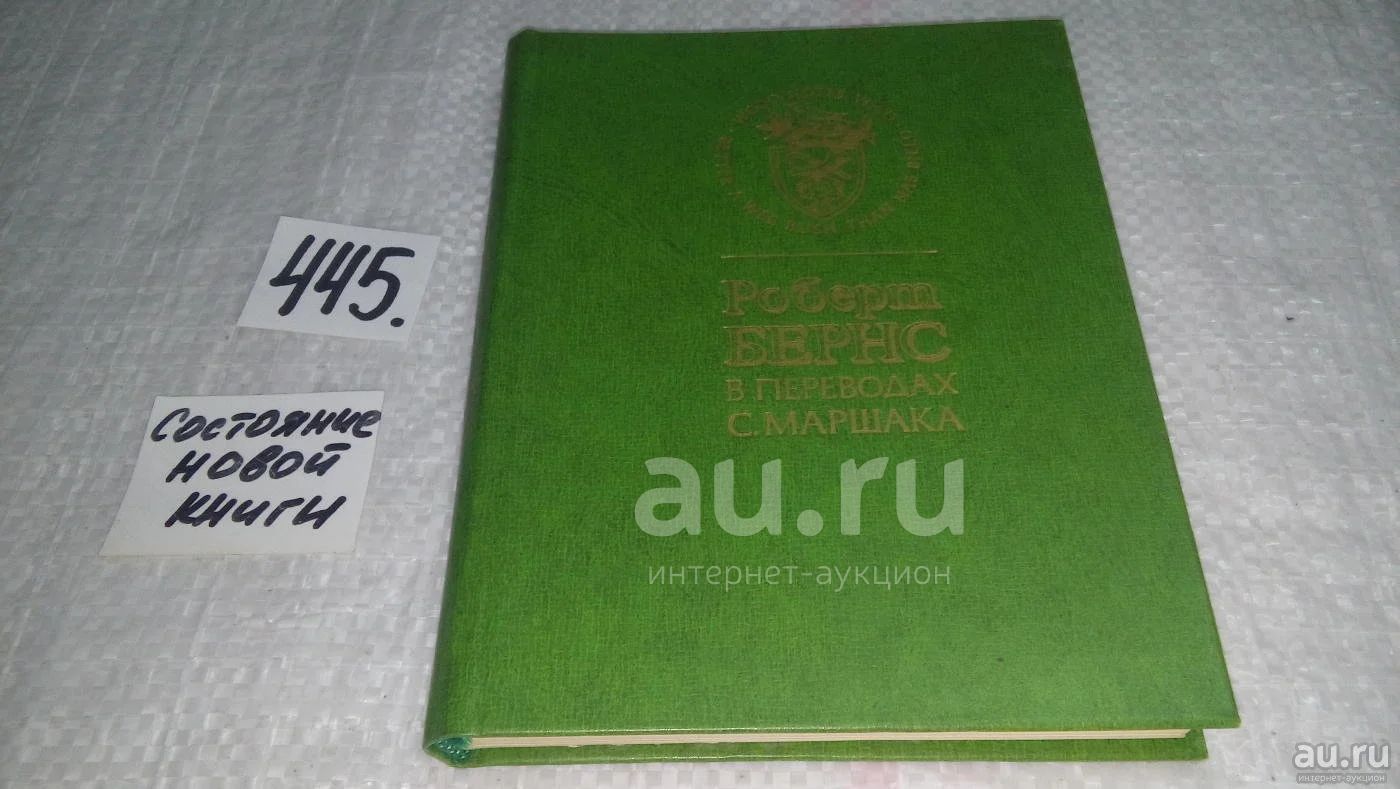 445.
Состояние
новой
книги
Роберт
БЕРНС
В ПЕРЕВОДАХ
С. МАРШАКА
au.ru
интернет-аукцион
au.ru
интернет-аукцион